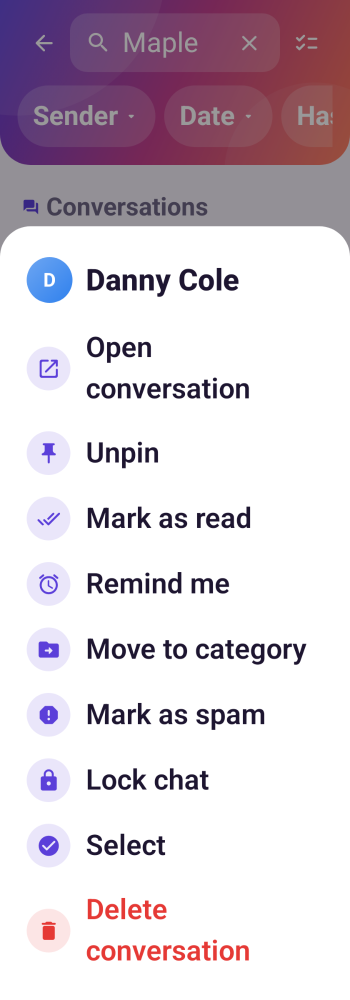 Maple
Sender
Date
Has
Conversations
D
Danny Cole
Open
conversation
Unpin
Mark as read
Remind me
Move to category
Mark as spam
Lock chat
Select
Delete
conversation